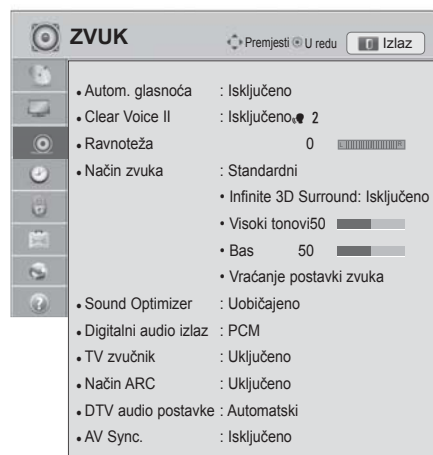 ZVUK
Premjesti U redu Izlaz
• Autom. glasnoća : Isključeno
• Clear Voice II : Isključeno 2
• Ravnoteža 0 L R
• Način zvuka : Standardni
• Infinite 3D Surround: Isključeno
• Visoki tonovi50
• Bas 50
• Vraćanje postavki zvuka
• Sound Optimizer : Uobičajeno
• Digitalni audio izlaz : PCM
• TV zvučnik : Uključeno
• Način ARC : Uključeno
• DTV audio postavke : Automatski
• AV Sync. : Isključeno